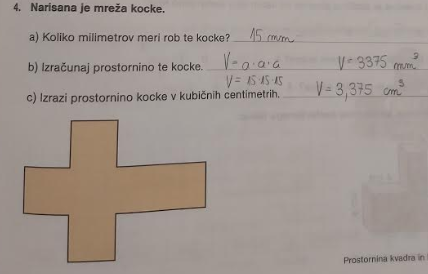 4. Narisana je mreža kocke.
a) Koliko milimetrov meri rob te kocke? 15 mm
b) Izračunaj prostornino te kocke. V = a · a · a V = 3375 mm³
V = 15·15·15
c) Izrazi prostornino kocke v kubičnih centimetrih. V = 3,375 cm³
Prostornina kvadra in